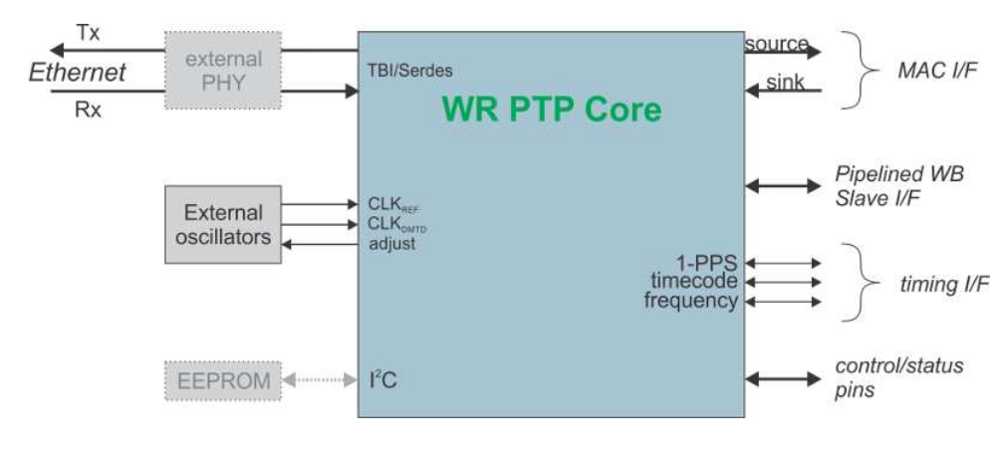 Tx
Ethernet
Rx
external
PHY
TBI/Serdes
WR PTP Core
source
sink
MAC I/F
External
oscillators
CLKREF
CLKDMTD
adjust
Pipelined WB
Slave I/F
1-PPS
timecode
frequency
timing I/F
EEPROM
I²C
control/status
pins